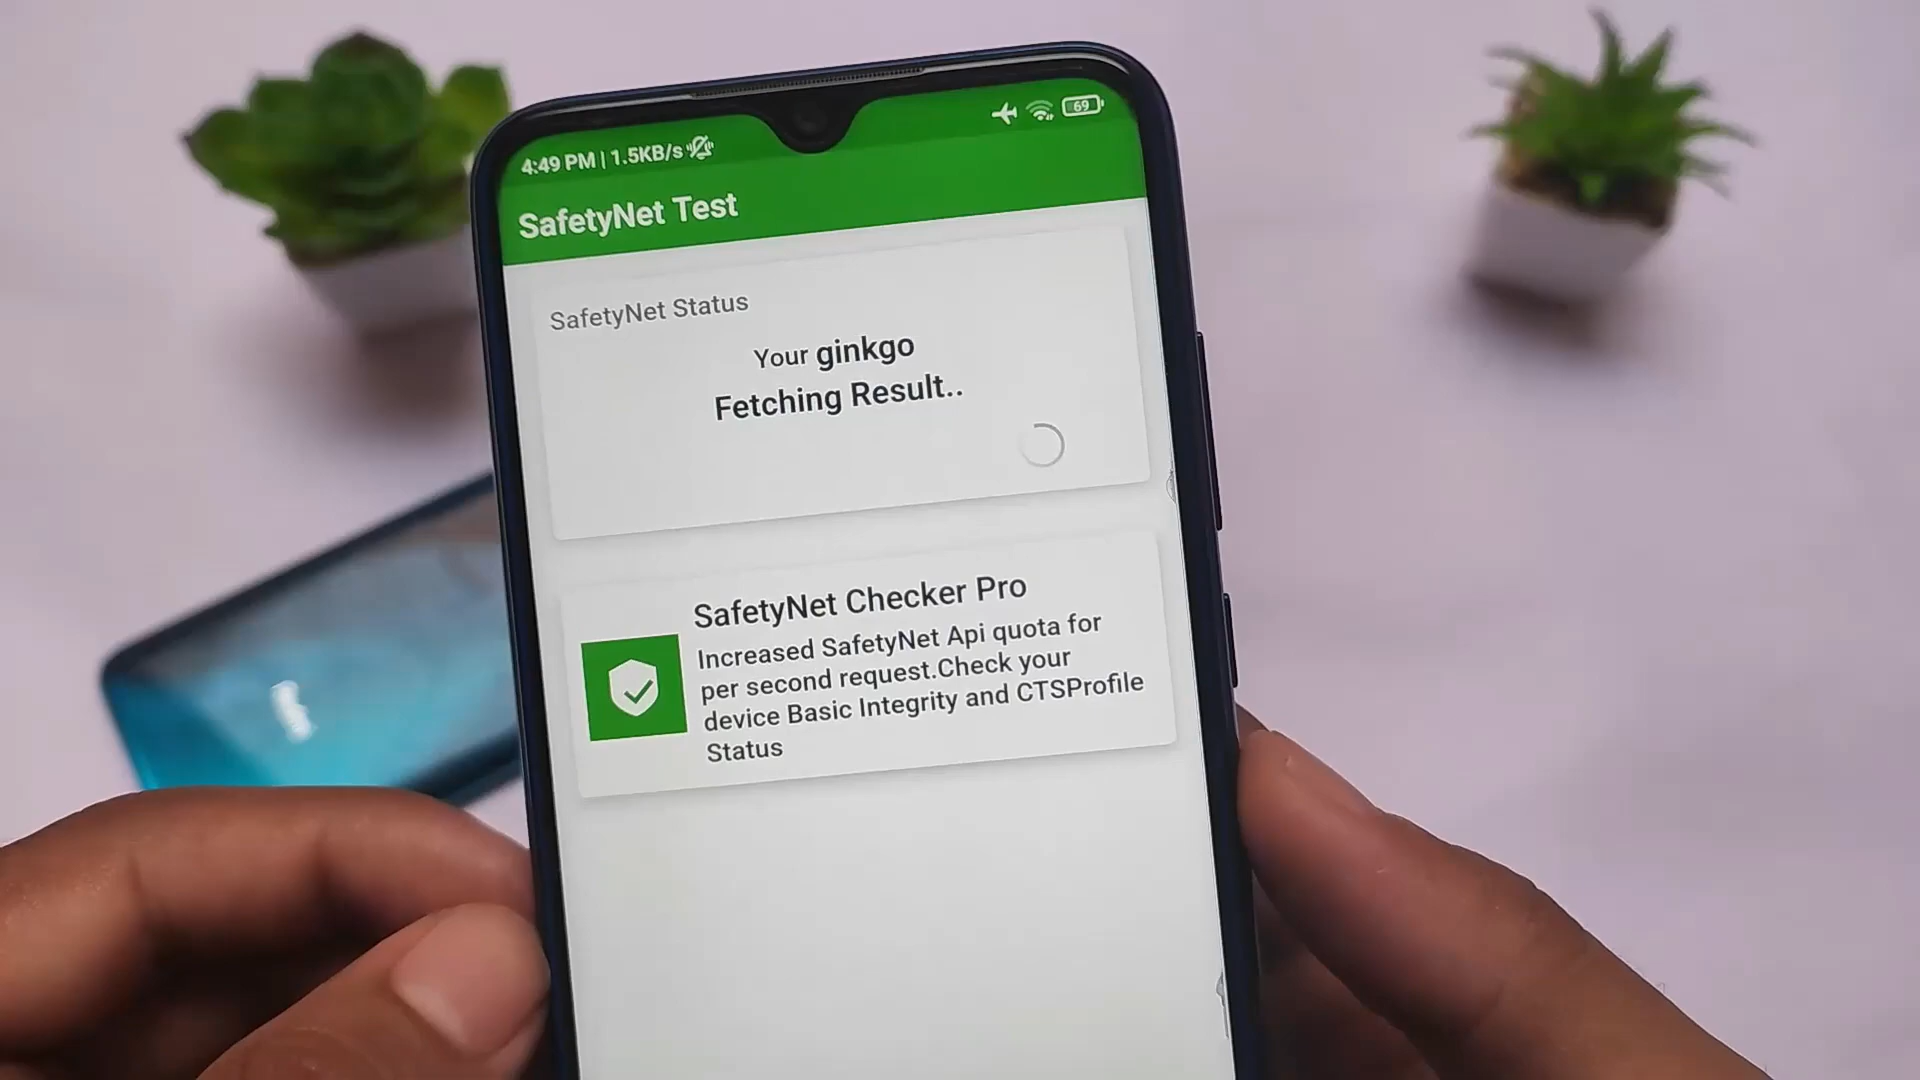 4:49 PM | 1.5KB/s
69
SafetyNet Test
SafetyNet Status
Your ginkgo
Fetching Result..
SafetyNet Checker Pro
Increased SafetyNet Api quota for
per second request.Check your
device Basic Integrity and CTSProfile
Status